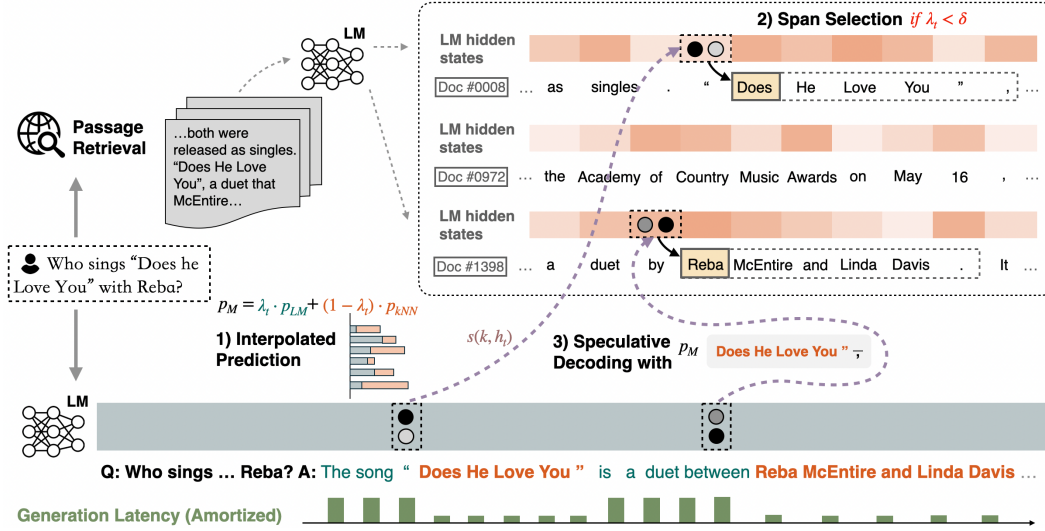 2) Span Selection if λt < δ
LM
LM hidden
states
Doc #0008 ... as singles . “ Does He Love You ” , ...
Passage
Retrieval
...both were
released as singles.
“Does He Love
You”, a duet that
McEntire...
LM hidden
states
Doc #0972 ... the Academy of Country Music Awards on May 16 , ...
LM hidden
states
Doc #1398 ... a duet by Reba McEntire and Linda Davis . It ...
Who sings “Does he
Love You” with Reba?
pM = λt · pLM + (1 − λt) · pkNN
1) Interpolated
Prediction
s(k, ht)
3) Speculative
Decoding with pM Does He Love You ” ,
LM
Q: Who sings ... Reba? A: The song “ Does He Love You ” is a duet between Reba McEntire and Linda Davis ...
Generation Latency (Amortized)